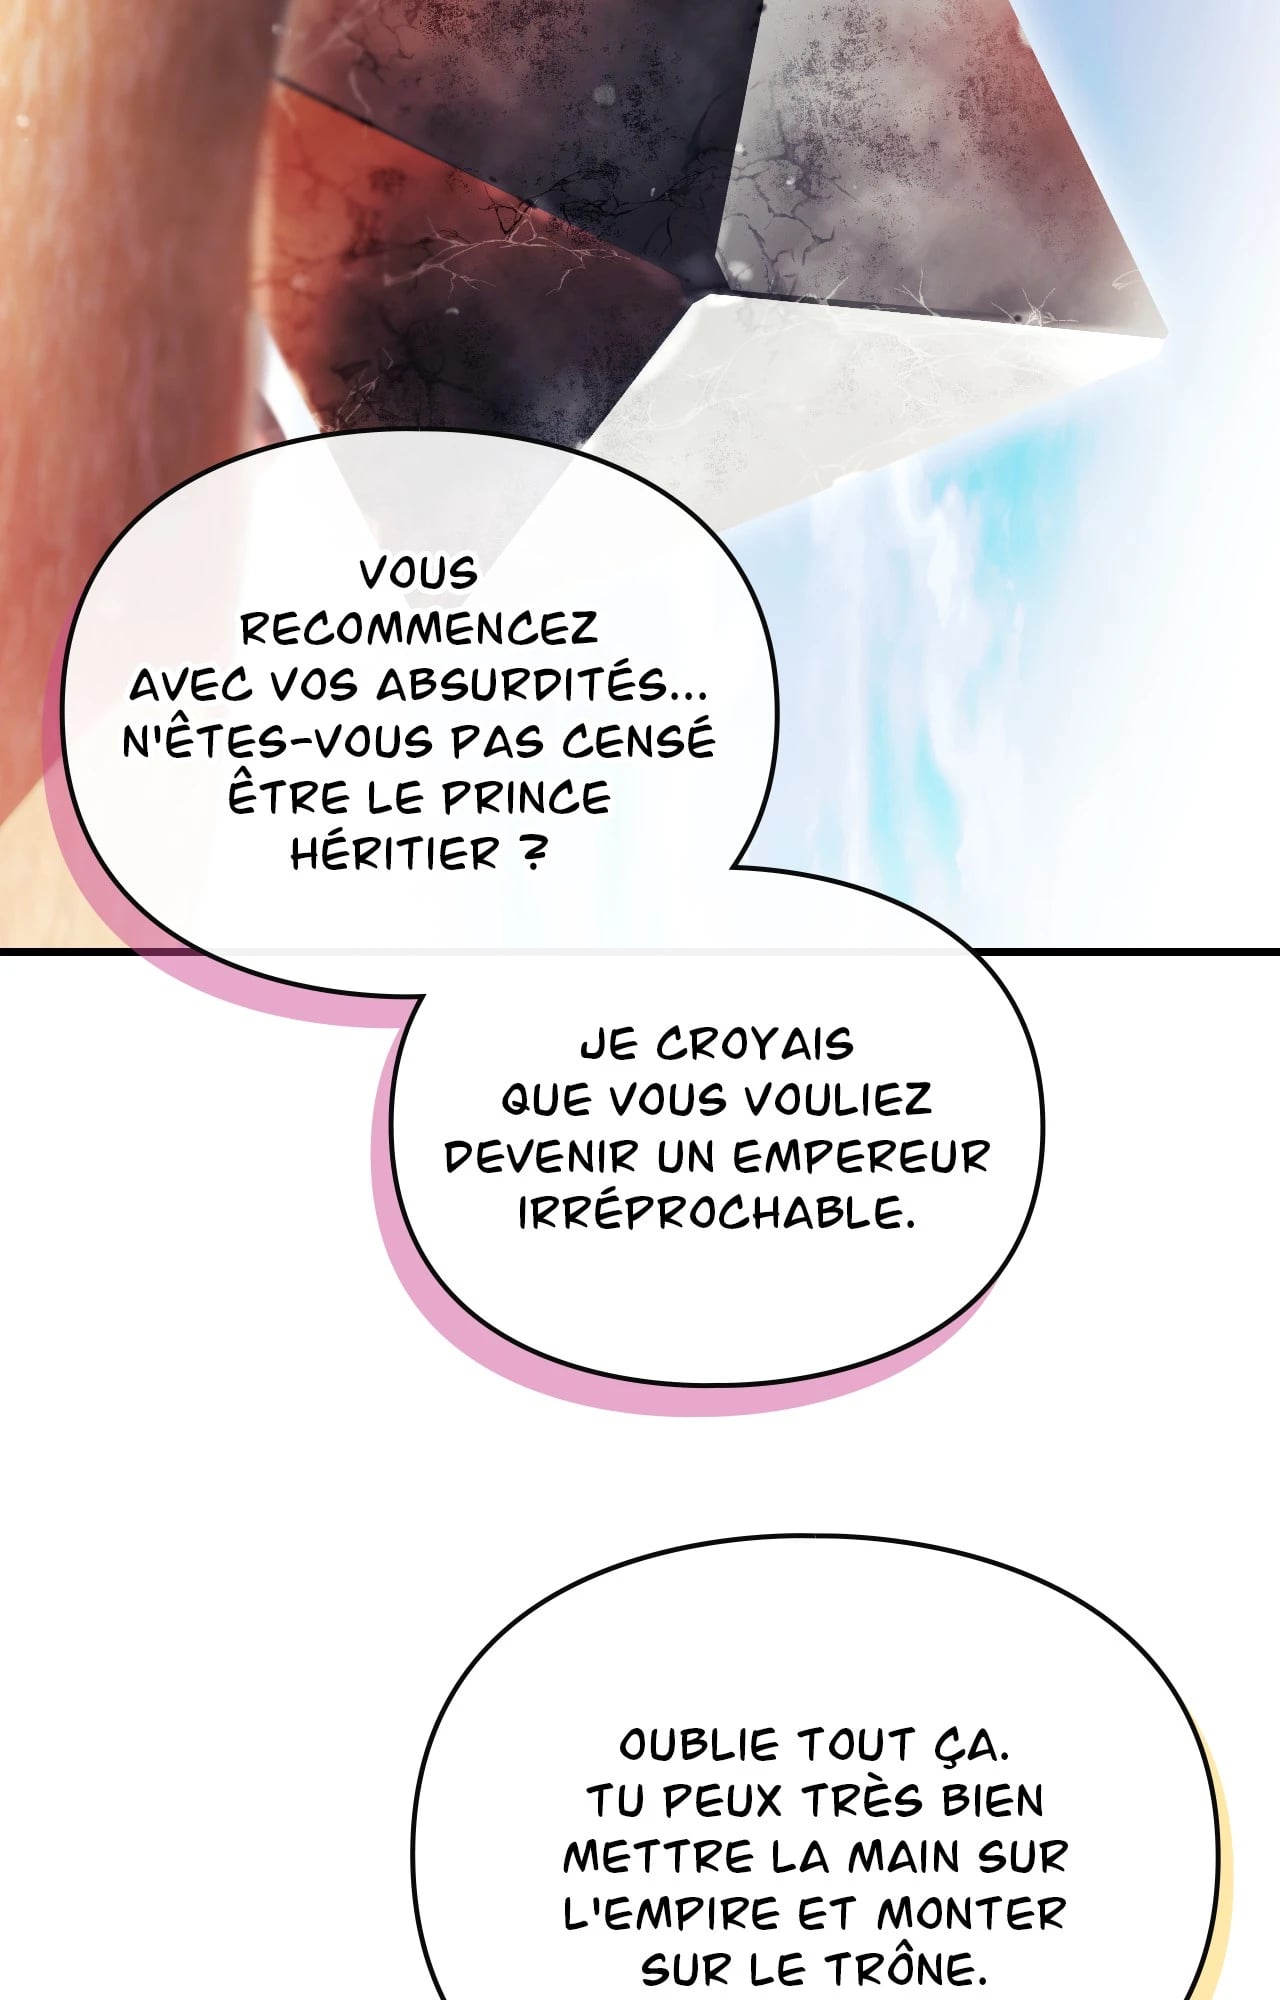 VOUS
RECOMMENCEZ
AVEC VOS ABSURDITÉS...
N'ÊTES-VOUS PAS CENSÉ
ÊTRE LE PRINCE
HÉRITIER ?
JE CROYAIS
QUE VOUS VOULIEZ
DEVENIR UN EMPEREUR
IRRÉPROCHABLE.
OUBLIE TOUT ÇA.
TU PEUX TRÈS BIEN
METTRE LA MAIN SUR
L'EMPIRE ET MONTER
SUR LE TRÔNE.